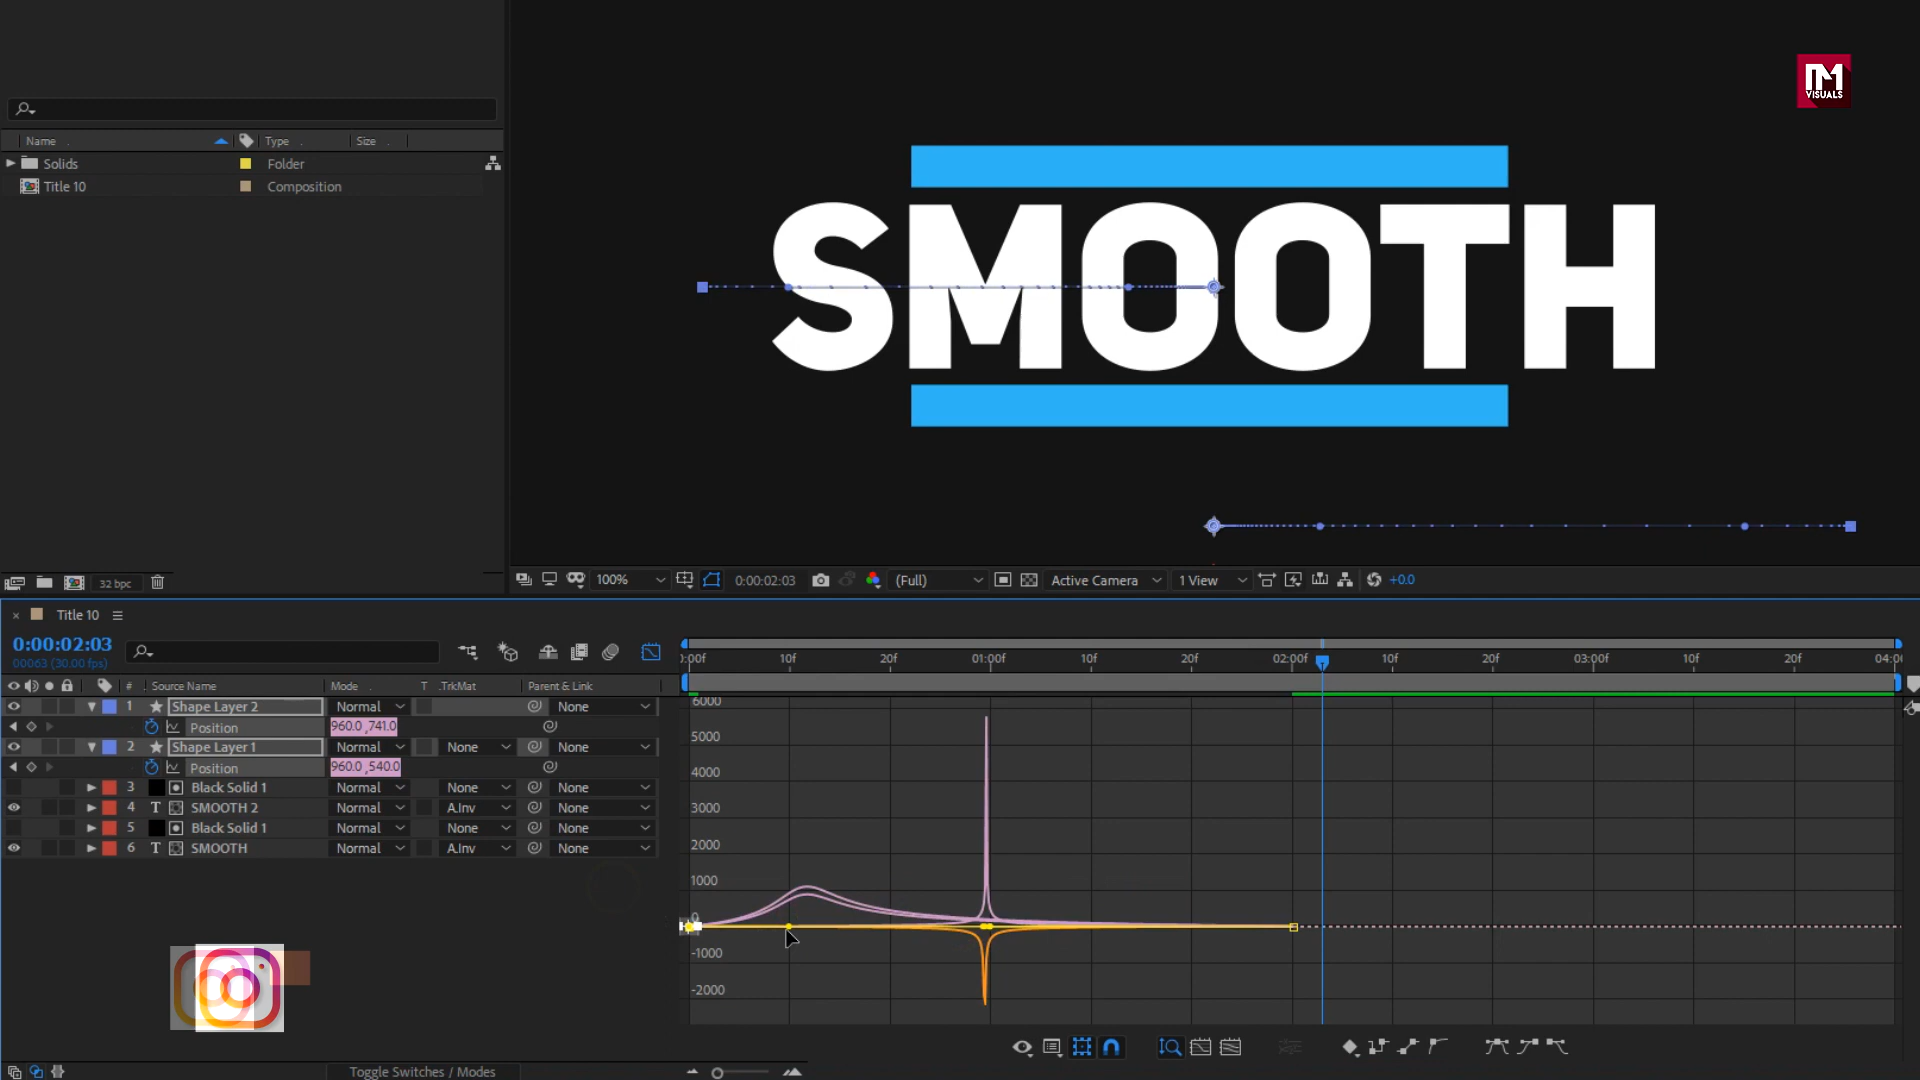 M
VISUALS
Name Type Size
Solids Folder
Title 10 Composition
SMOOTH
32 bpc
100% 0:00:02:03 (Full) Active Camera 1 View +0.0
Title 10
0:00:02:03
00063 (30.00 fps)
# Source Name Mode T .TrkMat Parent & Link
1 Shape Layer 2 Normal None
Position 960.0 ,741.0
2 Shape Layer 1 Normal None None
Position 960.0 ,540.0
3 Black Solid 1 Normal None None
4 T SMOOTH 2 Normal A.Inv None
5 Black Solid 1 Normal None None
6 T SMOOTH Normal A.Inv None
):00f 10f 20f 01:00f 10f 20f 02:00f 10f 20f 03:00f 10f 20f 04:0
6000
5000
4000
3000
2000
1000
0
-1000
-2000
Toggle Switches / Modes